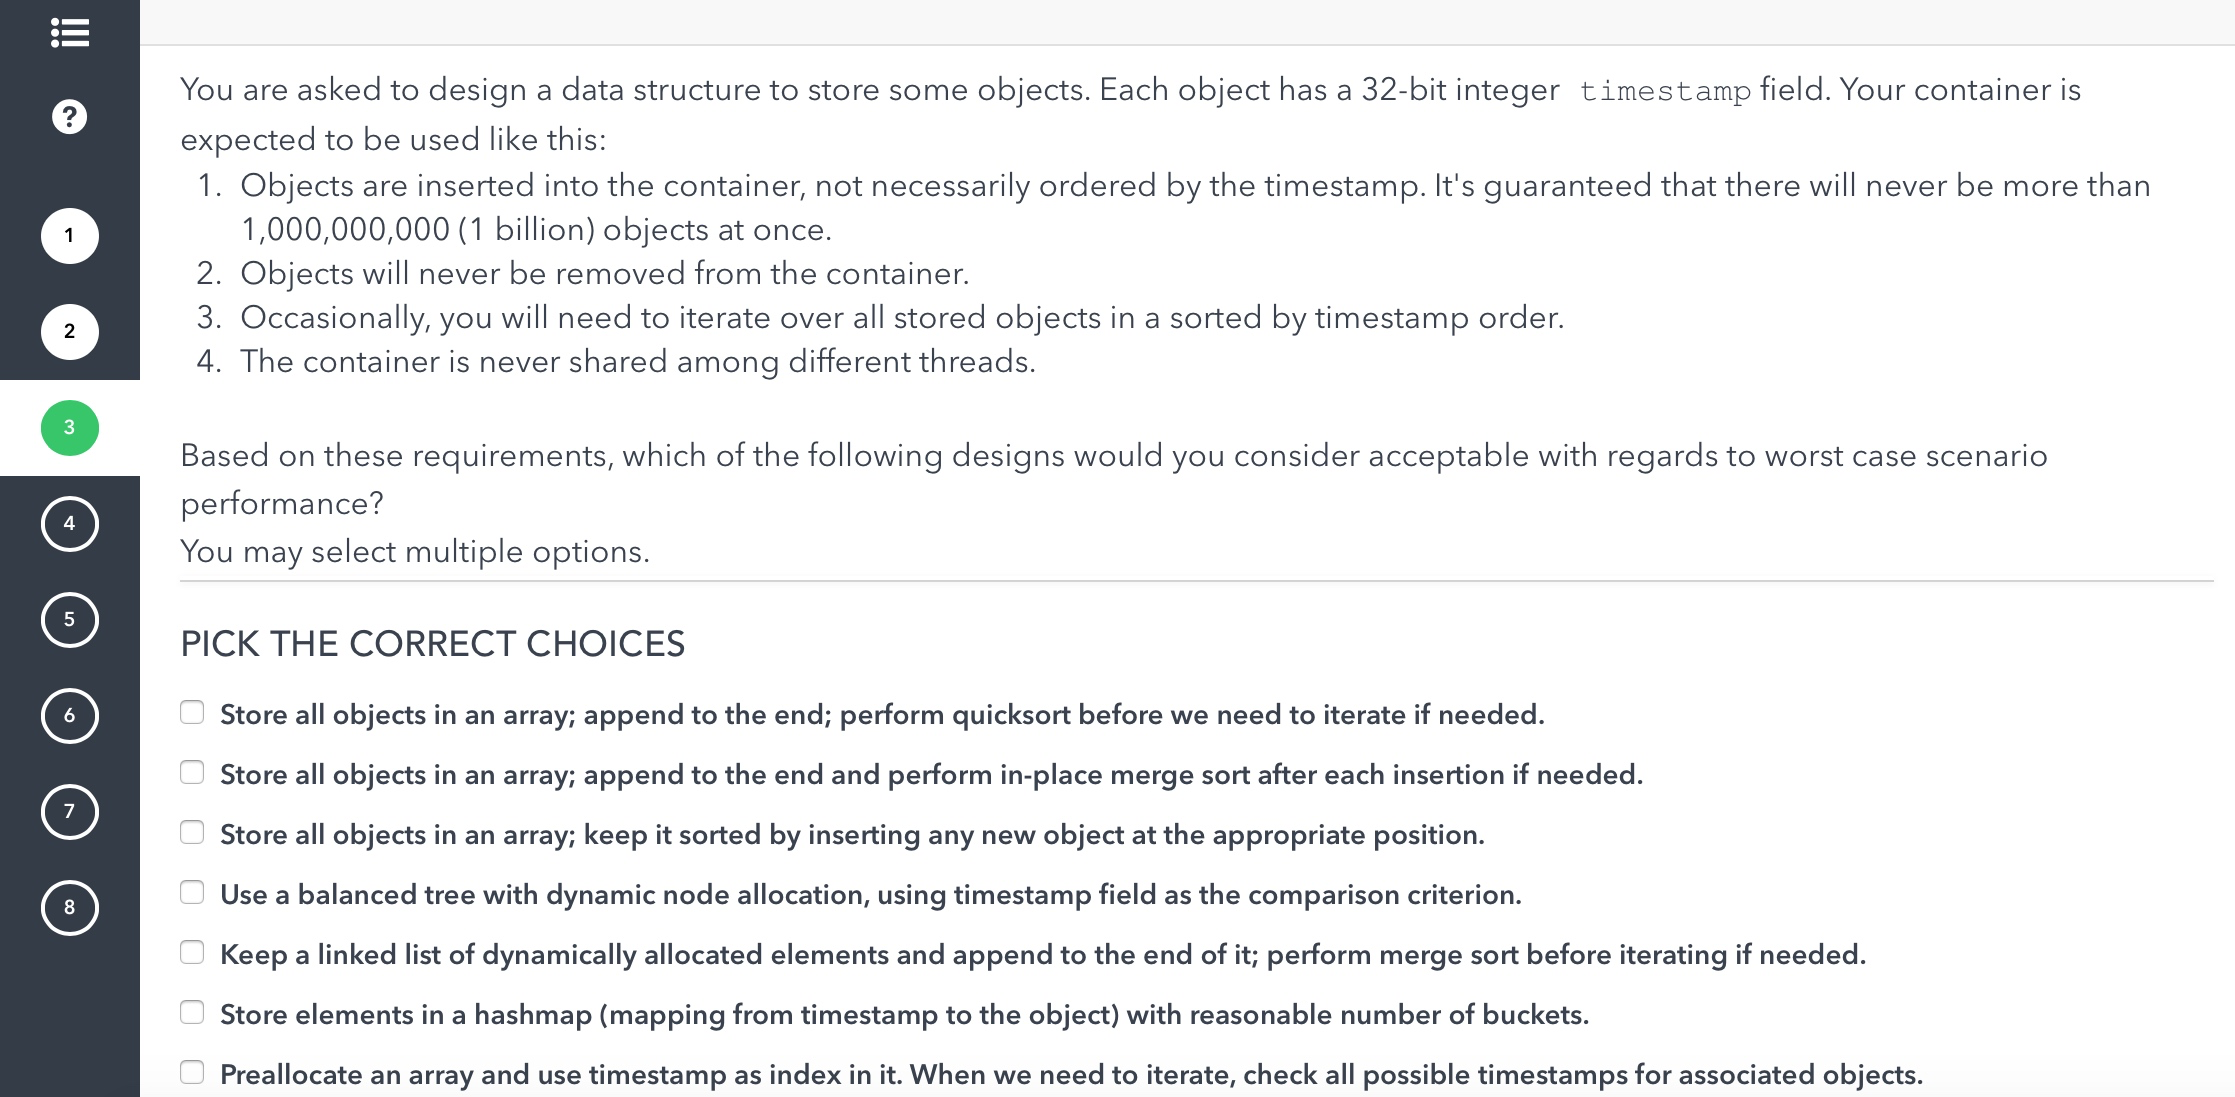 ?
1
2
3
4
5
6
7
8
You are asked to design a data structure to store some objects. Each object has a 32-bit integer timestamp field. Your container is
expected to be used like this:
1. Objects are inserted into the container, not necessarily ordered by the timestamp. It's guaranteed that there will never be more than
1,000,000,000 (1 billion) objects at once.
2. Objects will never be removed from the container.
3. Occasionally, you will need to iterate over all stored objects in a sorted by timestamp order.
4. The container is never shared among different threads.
Based on these requirements, which of the following designs would you consider acceptable with regards to worst case scenario
performance?
You may select multiple options.
PICK THE CORRECT CHOICES
Store all objects in an array; append to the end; perform quicksort before we need to iterate if needed.
Store all objects in an array; append to the end and perform in-place merge sort after each insertion if needed.
Store all objects in an array; keep it sorted by inserting any new object at the appropriate position.
Use a balanced tree with dynamic node allocation, using timestamp field as the comparison criterion.
Keep a linked list of dynamically allocated elements and append to the end of it; perform merge sort before iterating if needed.
Store elements in a hashmap (mapping from timestamp to the object) with reasonable number of buckets.
Preallocate an array and use timestamp as index in it. When we need to iterate, check all possible timestamps for associated objects.